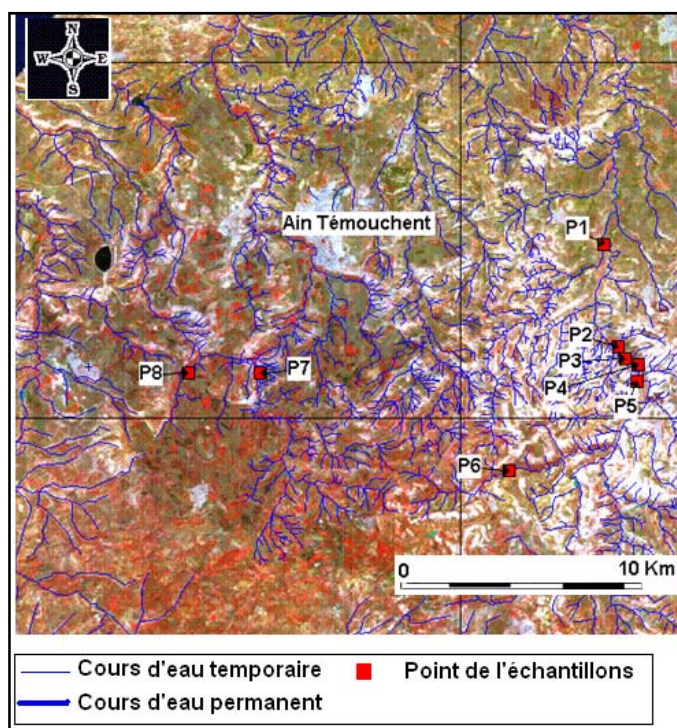 N
W E
S
Ain Témouchent
P1
P2
P3
P4
P5
P8
P7
P6
0 10 Km
Cours d'eau temporaire
Point de l'échantillons
Cours d'eau permanent